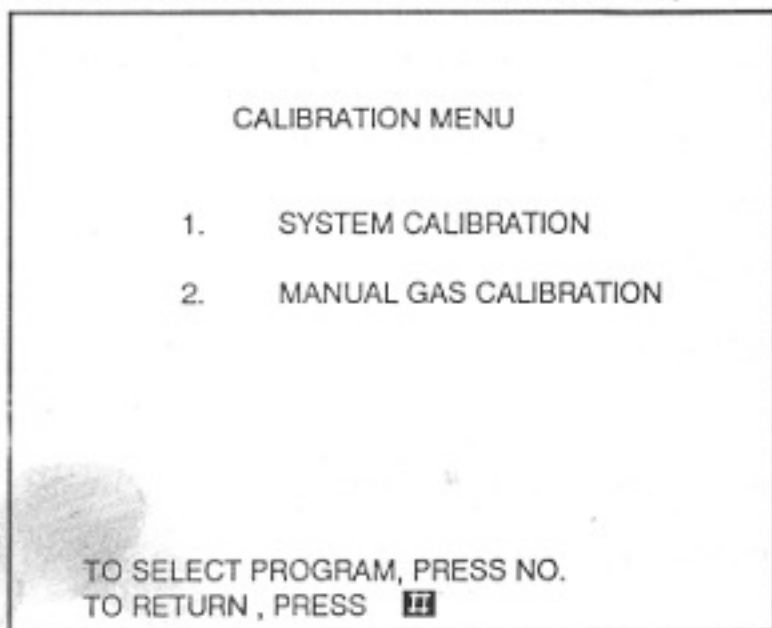 CALIBRATION MENU
1. SYSTEM CALIBRATION
2. MANUAL GAS CALIBRATION
TO SELECT PROGRAM, PRESS NO.
TO RETURN , PRESS